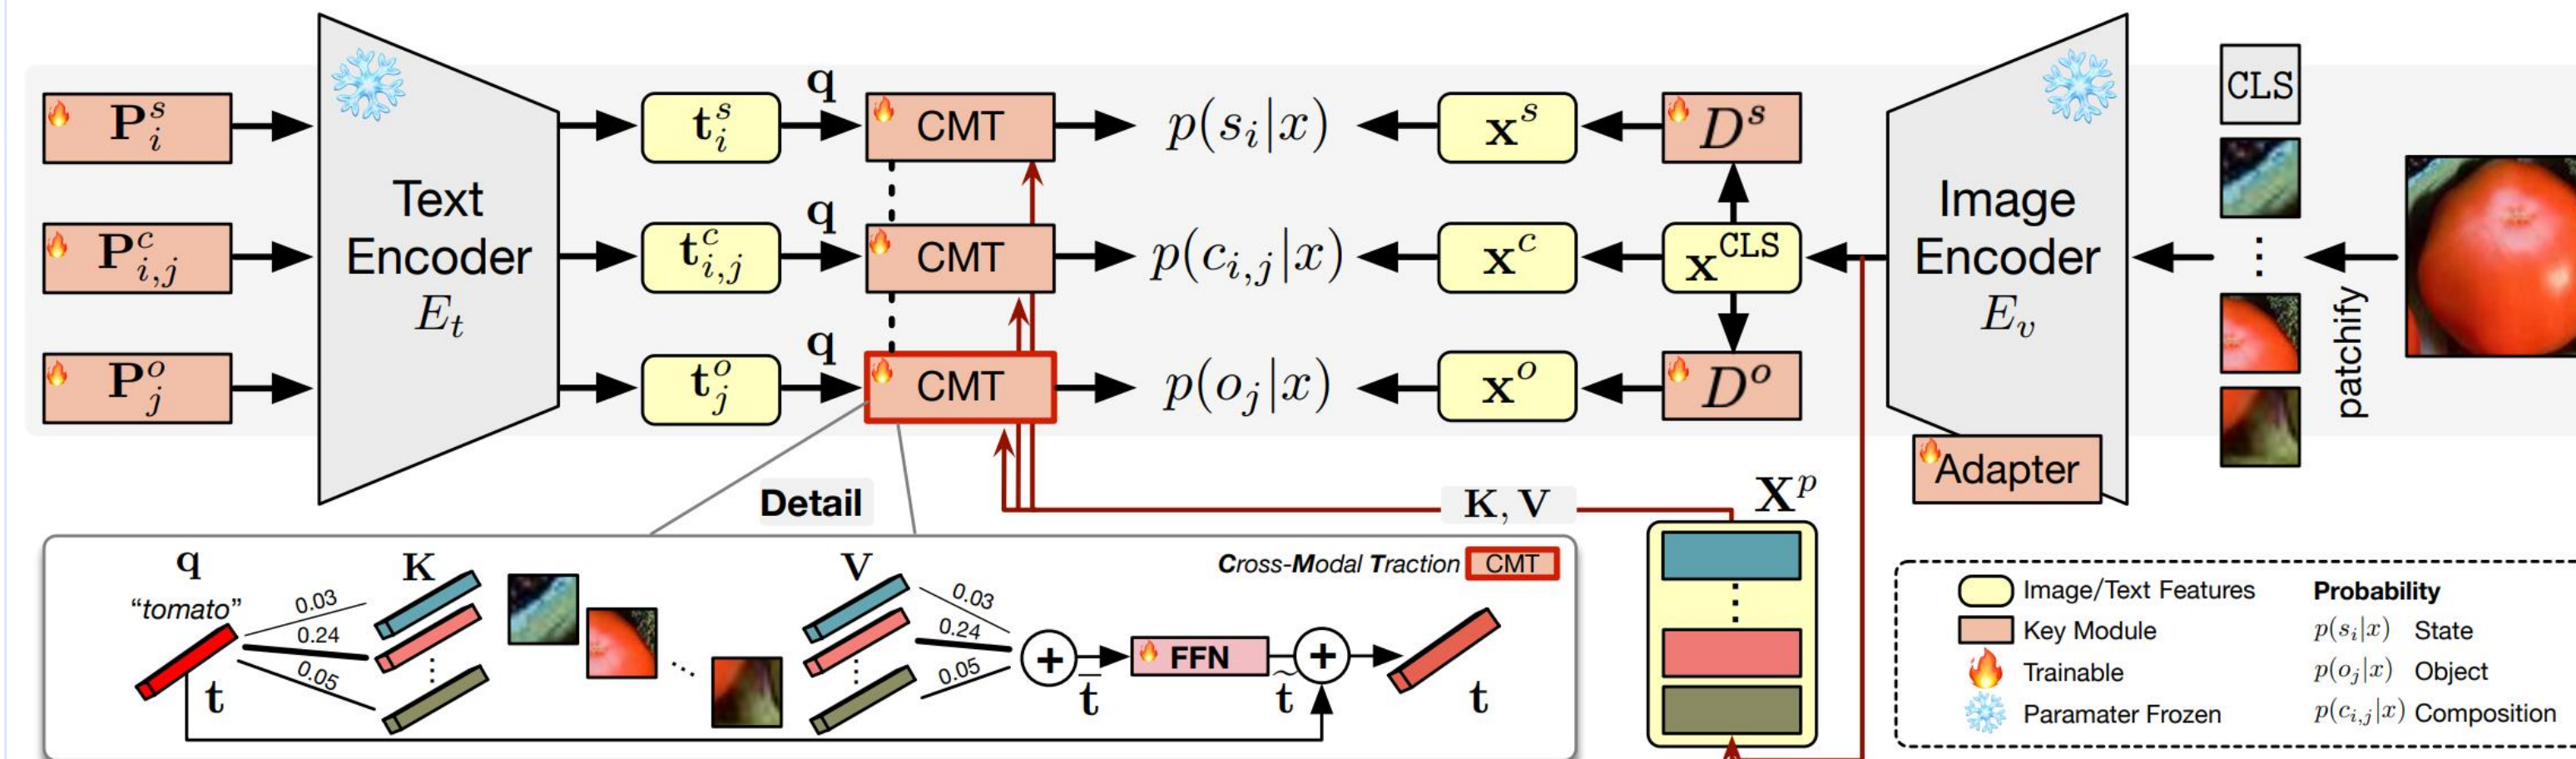 P^s_i
Text Encoder E_t
t^s_i
q
CMT
p(s_i|x)
x^s
D^s
Image Encoder E_v
CLS
P^c_{i,j}
t^c_{i,j}
q
CMT
p(c_{i,j}|x)
x^c
x^CLS
patchify
P^o_j
t^o_j
q
CMT
p(o_j|x)
x^o
D^o
Adapter
Detail
K, V
X^p
q
K
V
Cross-Modal Traction CMT
"tomato"
0.03
0.24
0.05
t
0.03
0.24
0.05
+
t̄
FFN
t̃
+
t
Image/Text Features
Key Module
Trainable
Paramater Frozen
Probability
p(s_i|x) State
p(o_j|x) Object
p(c_{i,j}|x) Composition